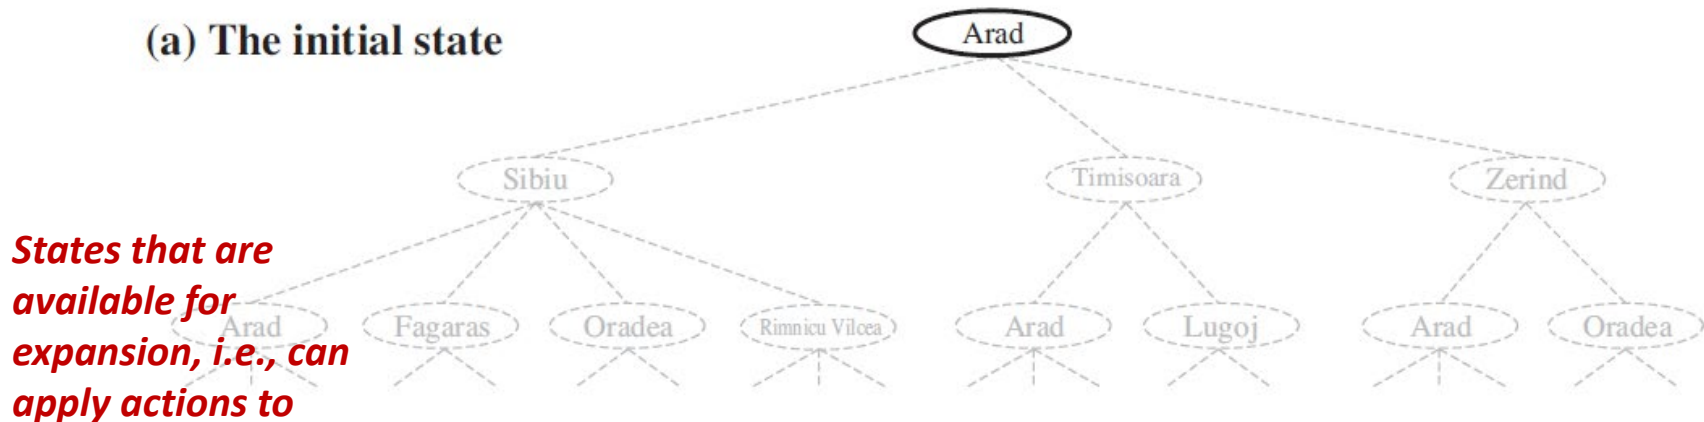 (a) The initial state
Arad
Sibiu
Timisoara
Zerind
States that are
available for
expansion, i.e., can
apply actions to
Arad
Fagaras
Oradea
Rimnicu Vilcea
Arad
Lugoj
Arad
Oradea